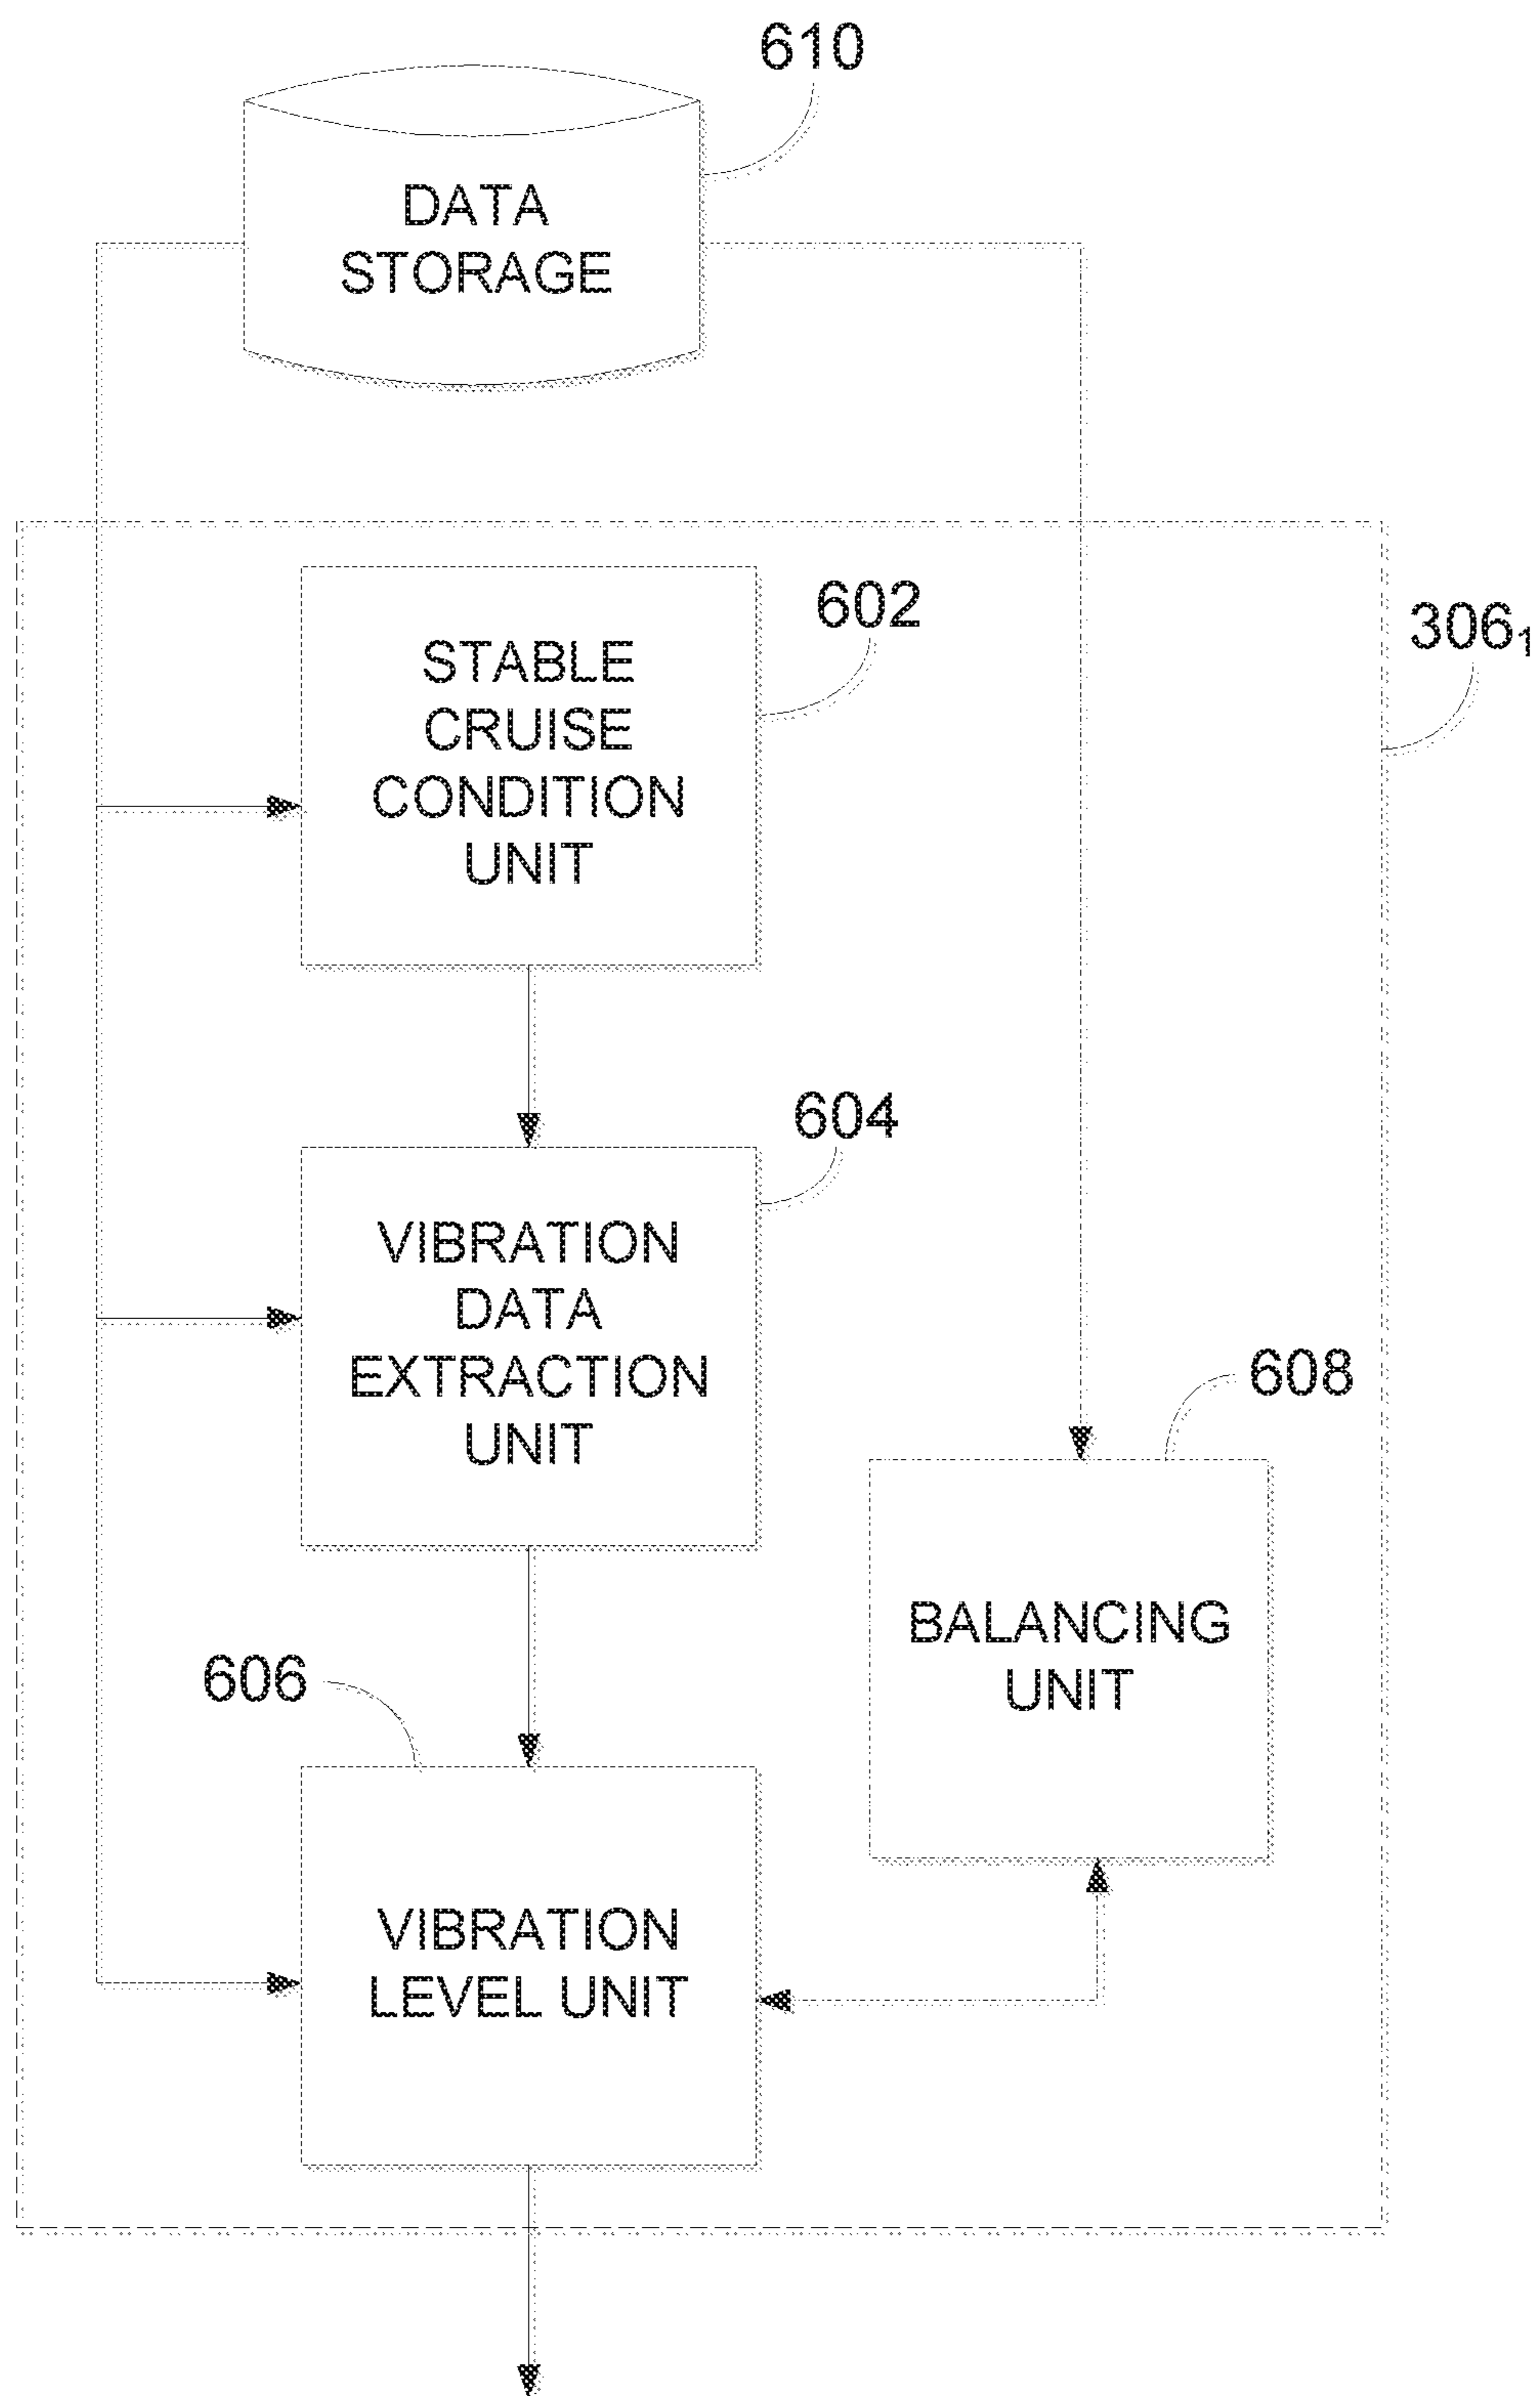 610
DATA
STORAGE
602
306₁
STABLE
CRUISE
CONDITION
UNIT
604
VIBRATION
DATA
EXTRACTION
UNIT
608
BALANCING
UNIT
606
VIBRATION
LEVEL UNIT